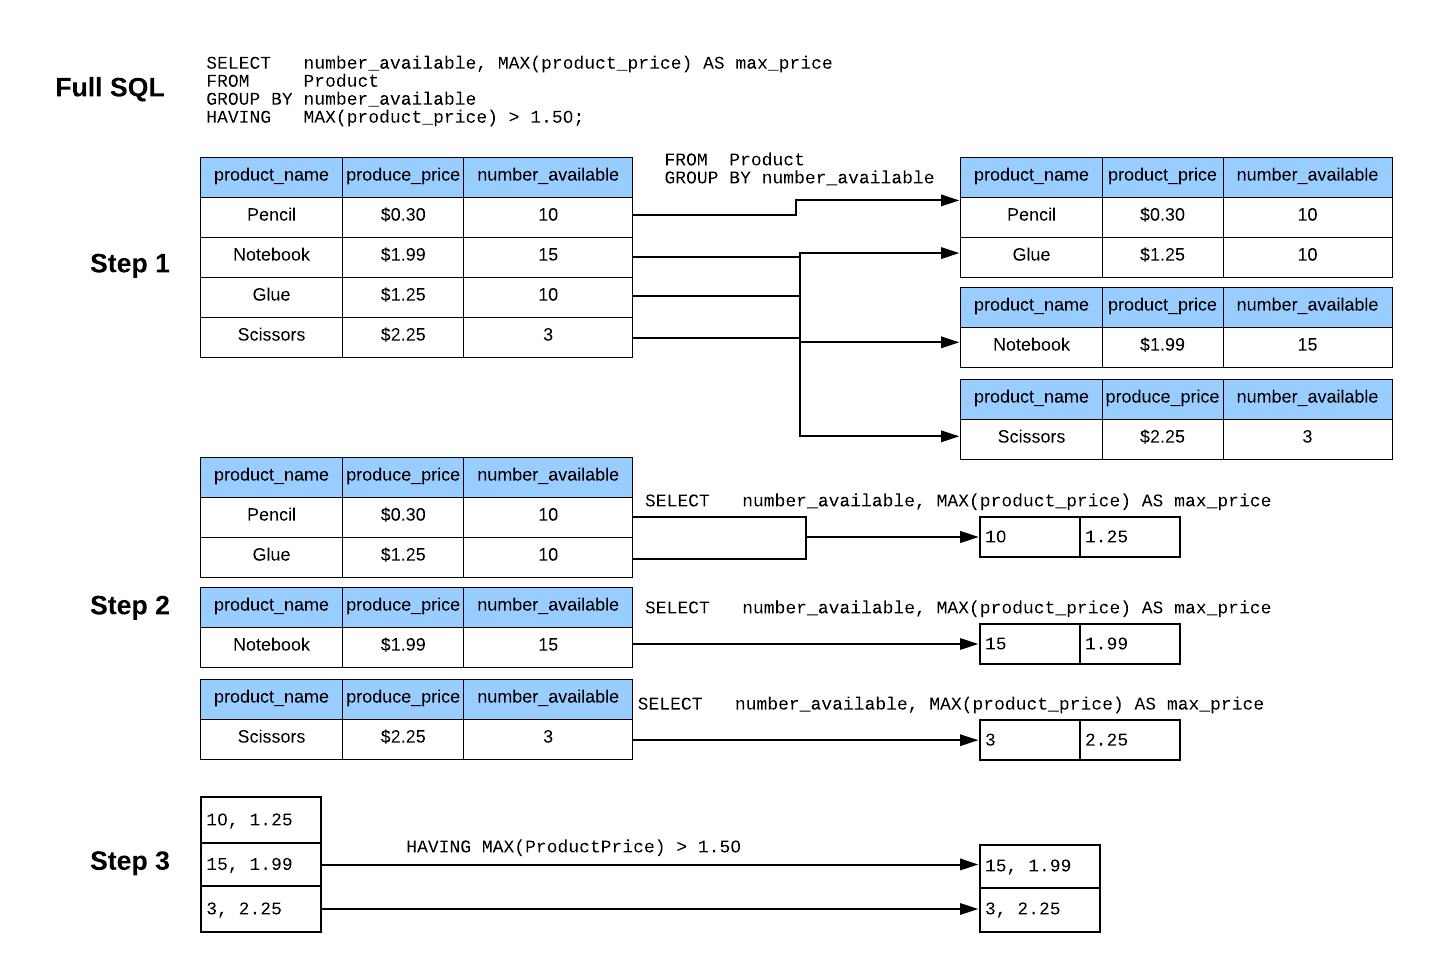 Full SQL
SELECT   number_available, MAX(product_price) AS max_price
FROM     Product
GROUP BY number_available
HAVING   MAX(product_price) > 1.50;
Step 1
product_name produce_price number_available
Pencil $0.30 10
Notebook $1.99 15
Glue $1.25 10
Scissors $2.25 3
FROM  Product
GROUP BY number_available
product_name product_price number_available
Pencil $0.30 10
Glue $1.25 10
product_name product_price number_available
Notebook $1.99 15
product_name produce_price number_available
Scissors $2.25 3
Step 2
product_name produce_price number_available
Pencil $0.30 10
Glue $1.25 10
SELECT   number_available, MAX(product_price) AS max_price
10 1.25
product_name produce_price number_available
Notebook $1.99 15
SELECT   number_available, MAX(product_price) AS max_price
15 1.99
product_name produce_price number_available
Scissors $2.25 3
SELECT   number_available, MAX(product_price) AS max_price
3 2.25
Step 3
10, 1.25
15, 1.99
3, 2.25
HAVING MAX(ProductPrice) > 1.50
15, 1.99
3, 2.25